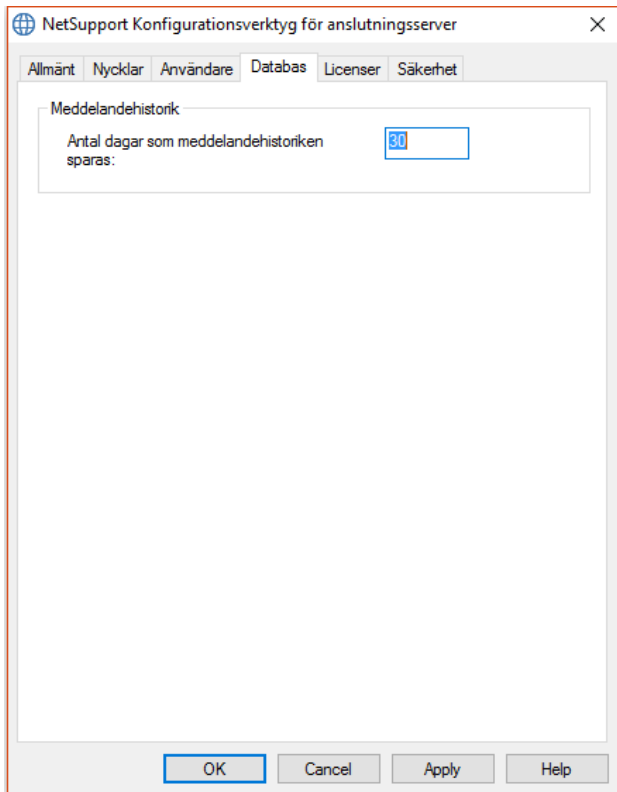 NetSupport Konfigurationsverktyg för anslutningsserver
Allmänt Nycklar Användare Databas Licenser Säkerhet
Meddelandehistorik
Antal dagar som meddelandehistoriken 30
sparas:
OK Cancel Apply Help